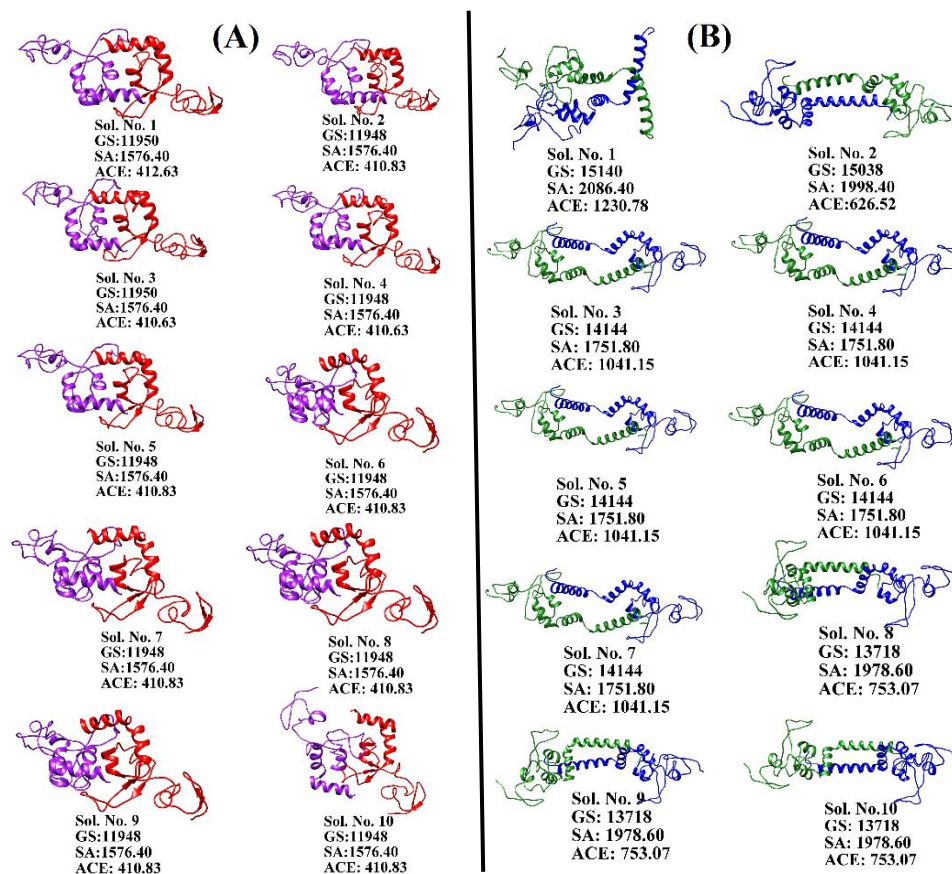 (A)
Sol. No. 1
GS:11950
SA:1576.40
ACE: 412.63
Sol. No. 2
GS:11948
SA:1576.40
ACE: 410.83
Sol. No. 3
GS:11950
SA:1576.40
ACE: 410.63
Sol. No. 4
GS:11948
SA:1576.40
ACE: 410.63
Sol. No. 5
GS:11948
SA:1576.40
ACE: 410.83
Sol. No. 6
GS:11948
SA:1576.40
ACE: 410.83
Sol. No. 7
GS:11948
SA:1576.40
ACE: 410.83
Sol. No. 8
GS:11948
SA:1576.40
ACE: 410.83
Sol. No. 9
GS:11948
SA:1576.40
ACE: 410.83
Sol. No. 10
GS:11948
SA:1576.40
ACE: 410.83
(B)
Sol. No. 1
GS: 15140
SA: 2086.40
ACE: 1230.78
Sol. No. 2
GS: 15038
SA: 1998.40
ACE:626.52
Sol. No. 3
GS: 14144
SA: 1751.80
ACE: 1041.15
Sol. No. 4
GS: 14144
SA: 1751.80
ACE: 1041.15
Sol. No. 5
GS: 14144
SA: 1751.80
ACE: 1041.15
Sol. No. 6
GS: 14144
SA: 1751.80
ACE: 1041.15
Sol. No. 7
GS: 14144
SA: 1751.80
ACE: 1041.15
Sol. No. 8
GS: 13718
SA: 1978.60
ACE: 753.07
Sol. No. 9
GS: 13718
SA: 1978.60
ACE: 753.07
Sol. No.10
GS: 13718
SA: 1978.60
ACE: 753.07